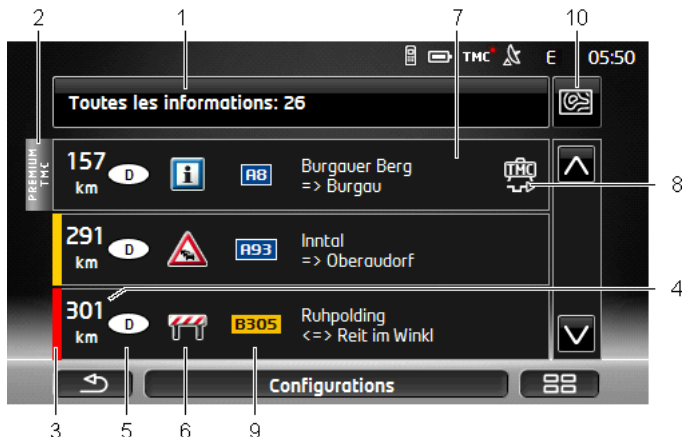 2 1 7 10
TMC E 05:50
Toutes les informations: 26
PREMIUM
TMC
157
km
D
i
A8
Burgauer Berg
=> Burgau
TMC
8
291
km
D
A93
Inntal
=> Oberaudorf
4
301
km
D
B305
Ruhpolding
<=> Reit im Winkl
Configurations
3 5 6 9